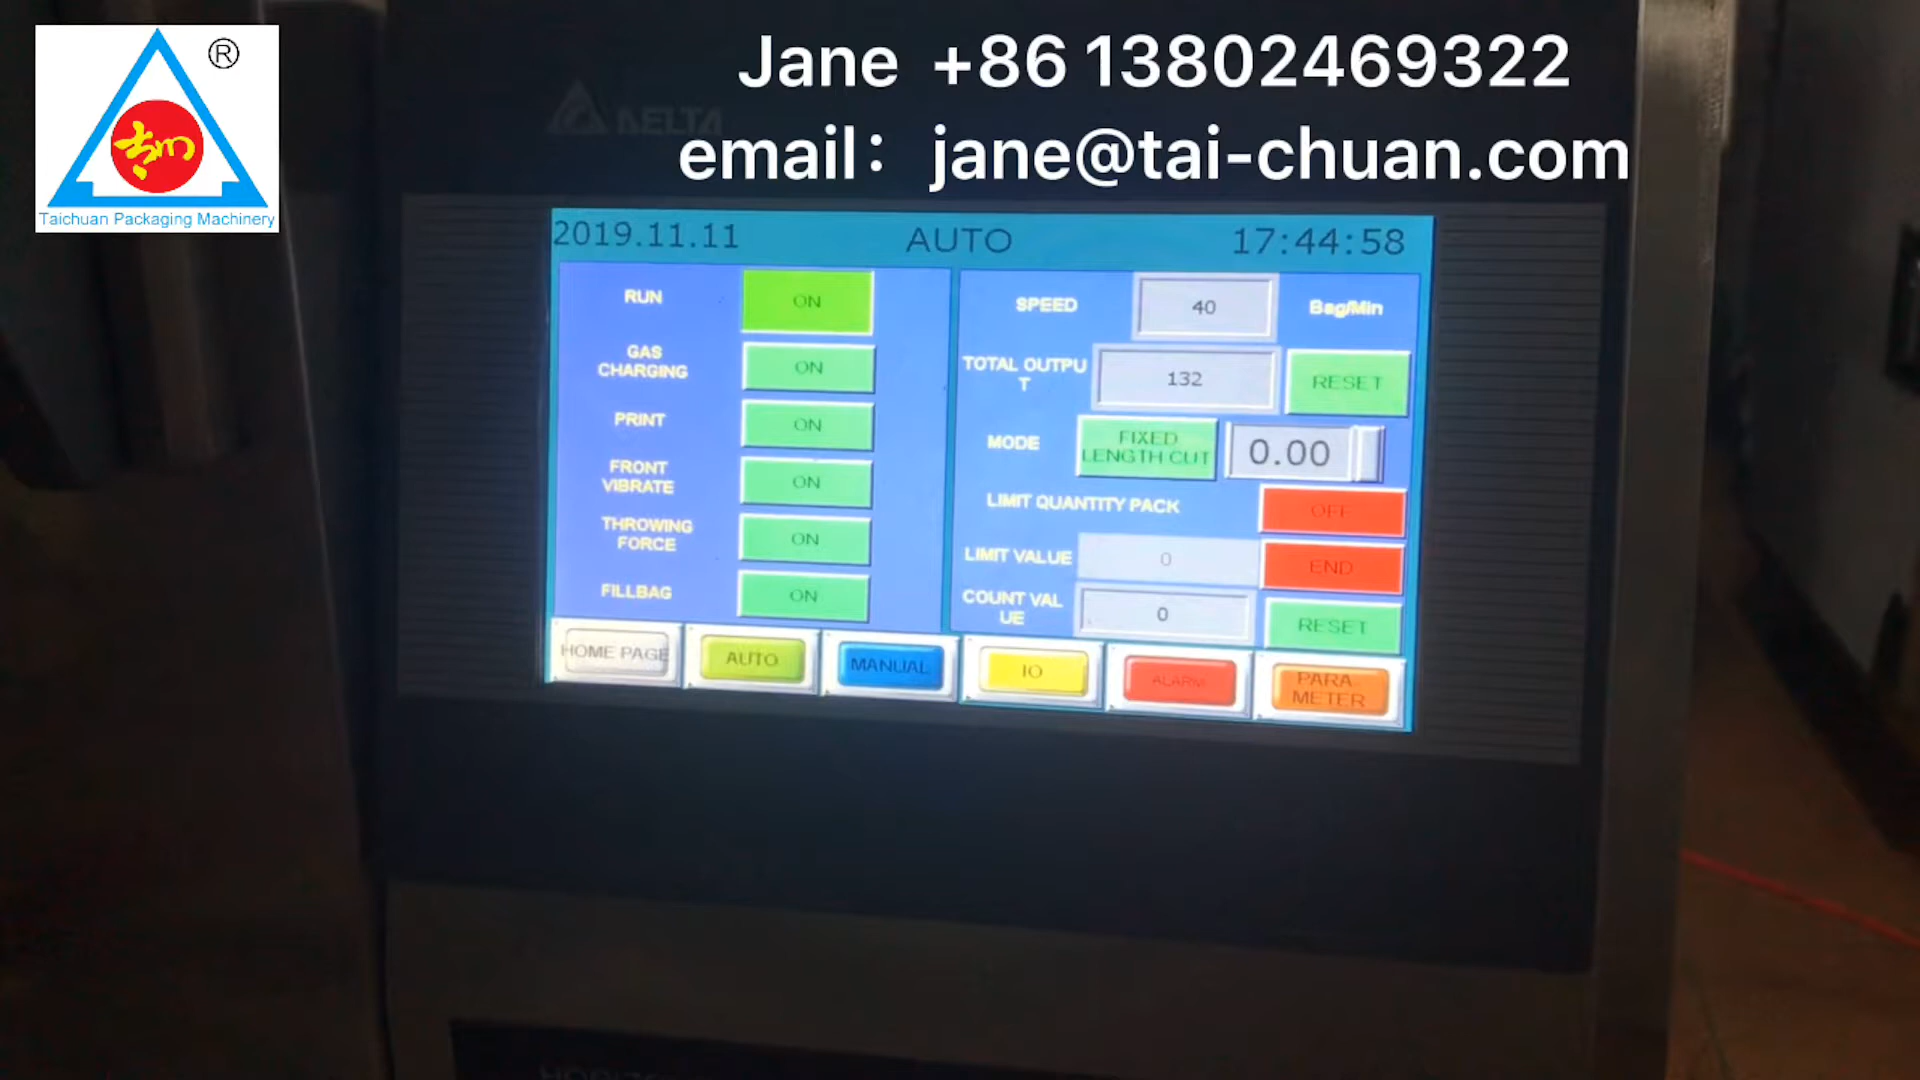 ®
Taichuan Packaging Machinery
Jane +86 13802469322
email： jane@tai-chuan.com
DELTA
2019.11.11 AUTO 17:44:58
RUN ON
GAS
CHARGING ON
PRINT ON
FRONT
VIBRATE ON
THROWING
FORCE ON
FILLBAG ON
SPEED 40 Bag/Min
TOTAL OUTPU
T 132 RESET
MODE FIXED
LENGTH CUT 0.00
LIMIT QUANTITY PACK OFF
LIMIT VALUE 0 END
COUNT VAL
UE 0 RESET
HOME PAGE AUTO MANUAL IO ALARM PARA
METER